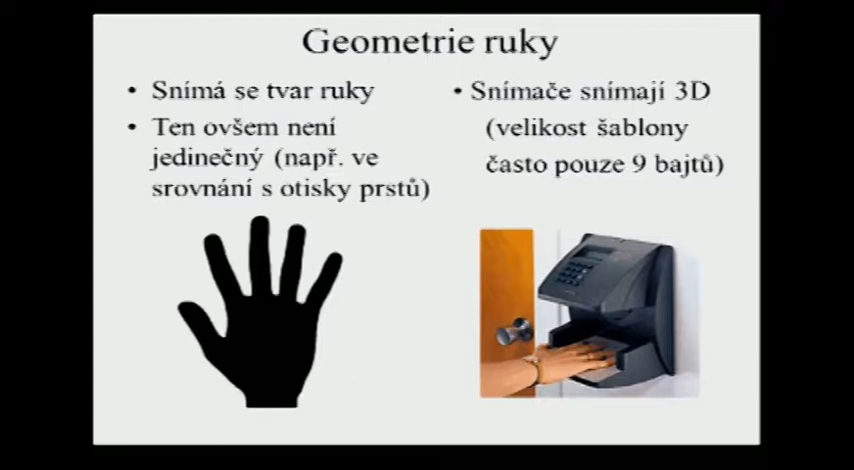 Geometrie ruky
• Snímá se tvar ruky
• Ten ovšem není
jedinečný (např. ve
srovnání s otisky prstů)
• Snímače snímají 3D
(velikost šablony
často pouze 9 bajtů)